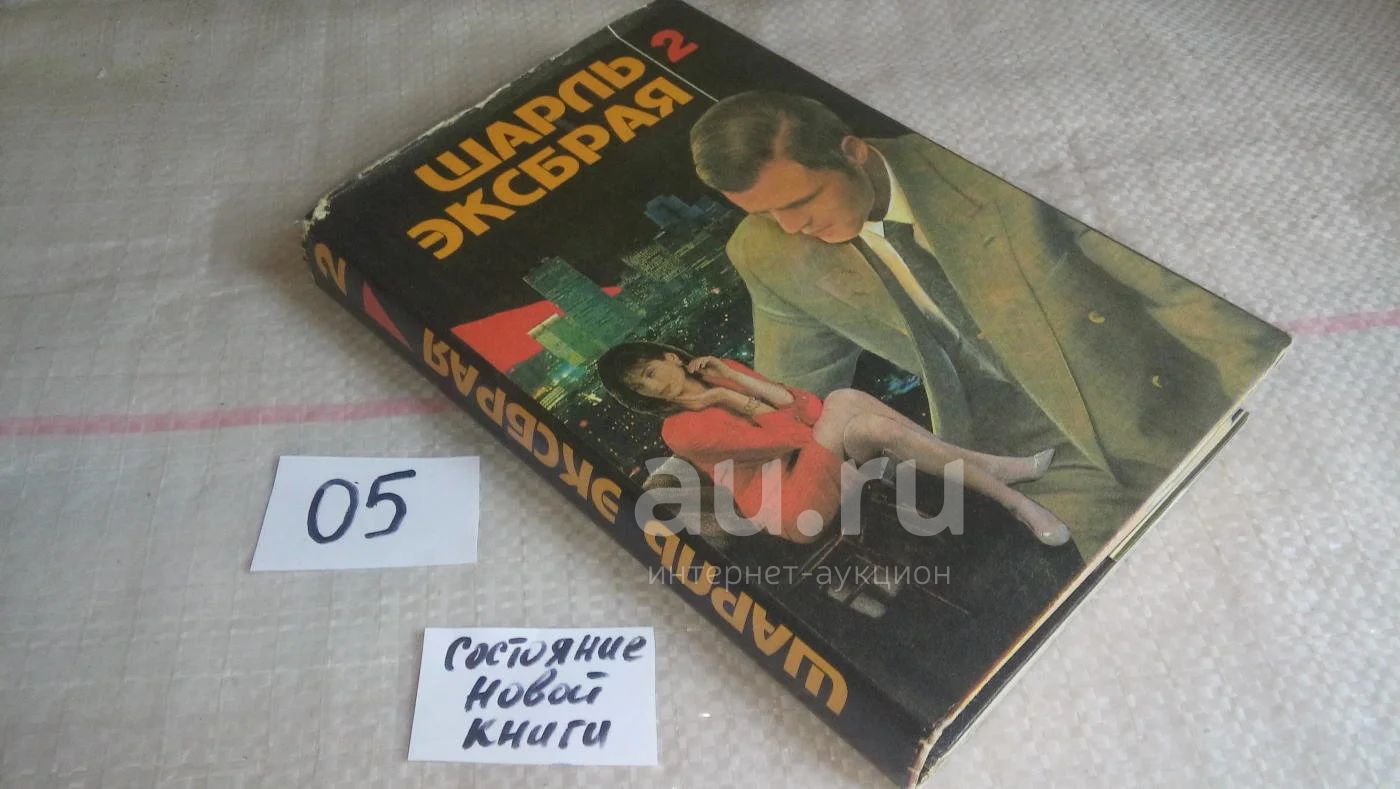 ШАРЛЬ
ЭКСБРАЯ
2
2
ШАРЛЬ ЭКСБРАЯ
05
Состояние
новой
книги
au.ru
интернет-аукцион